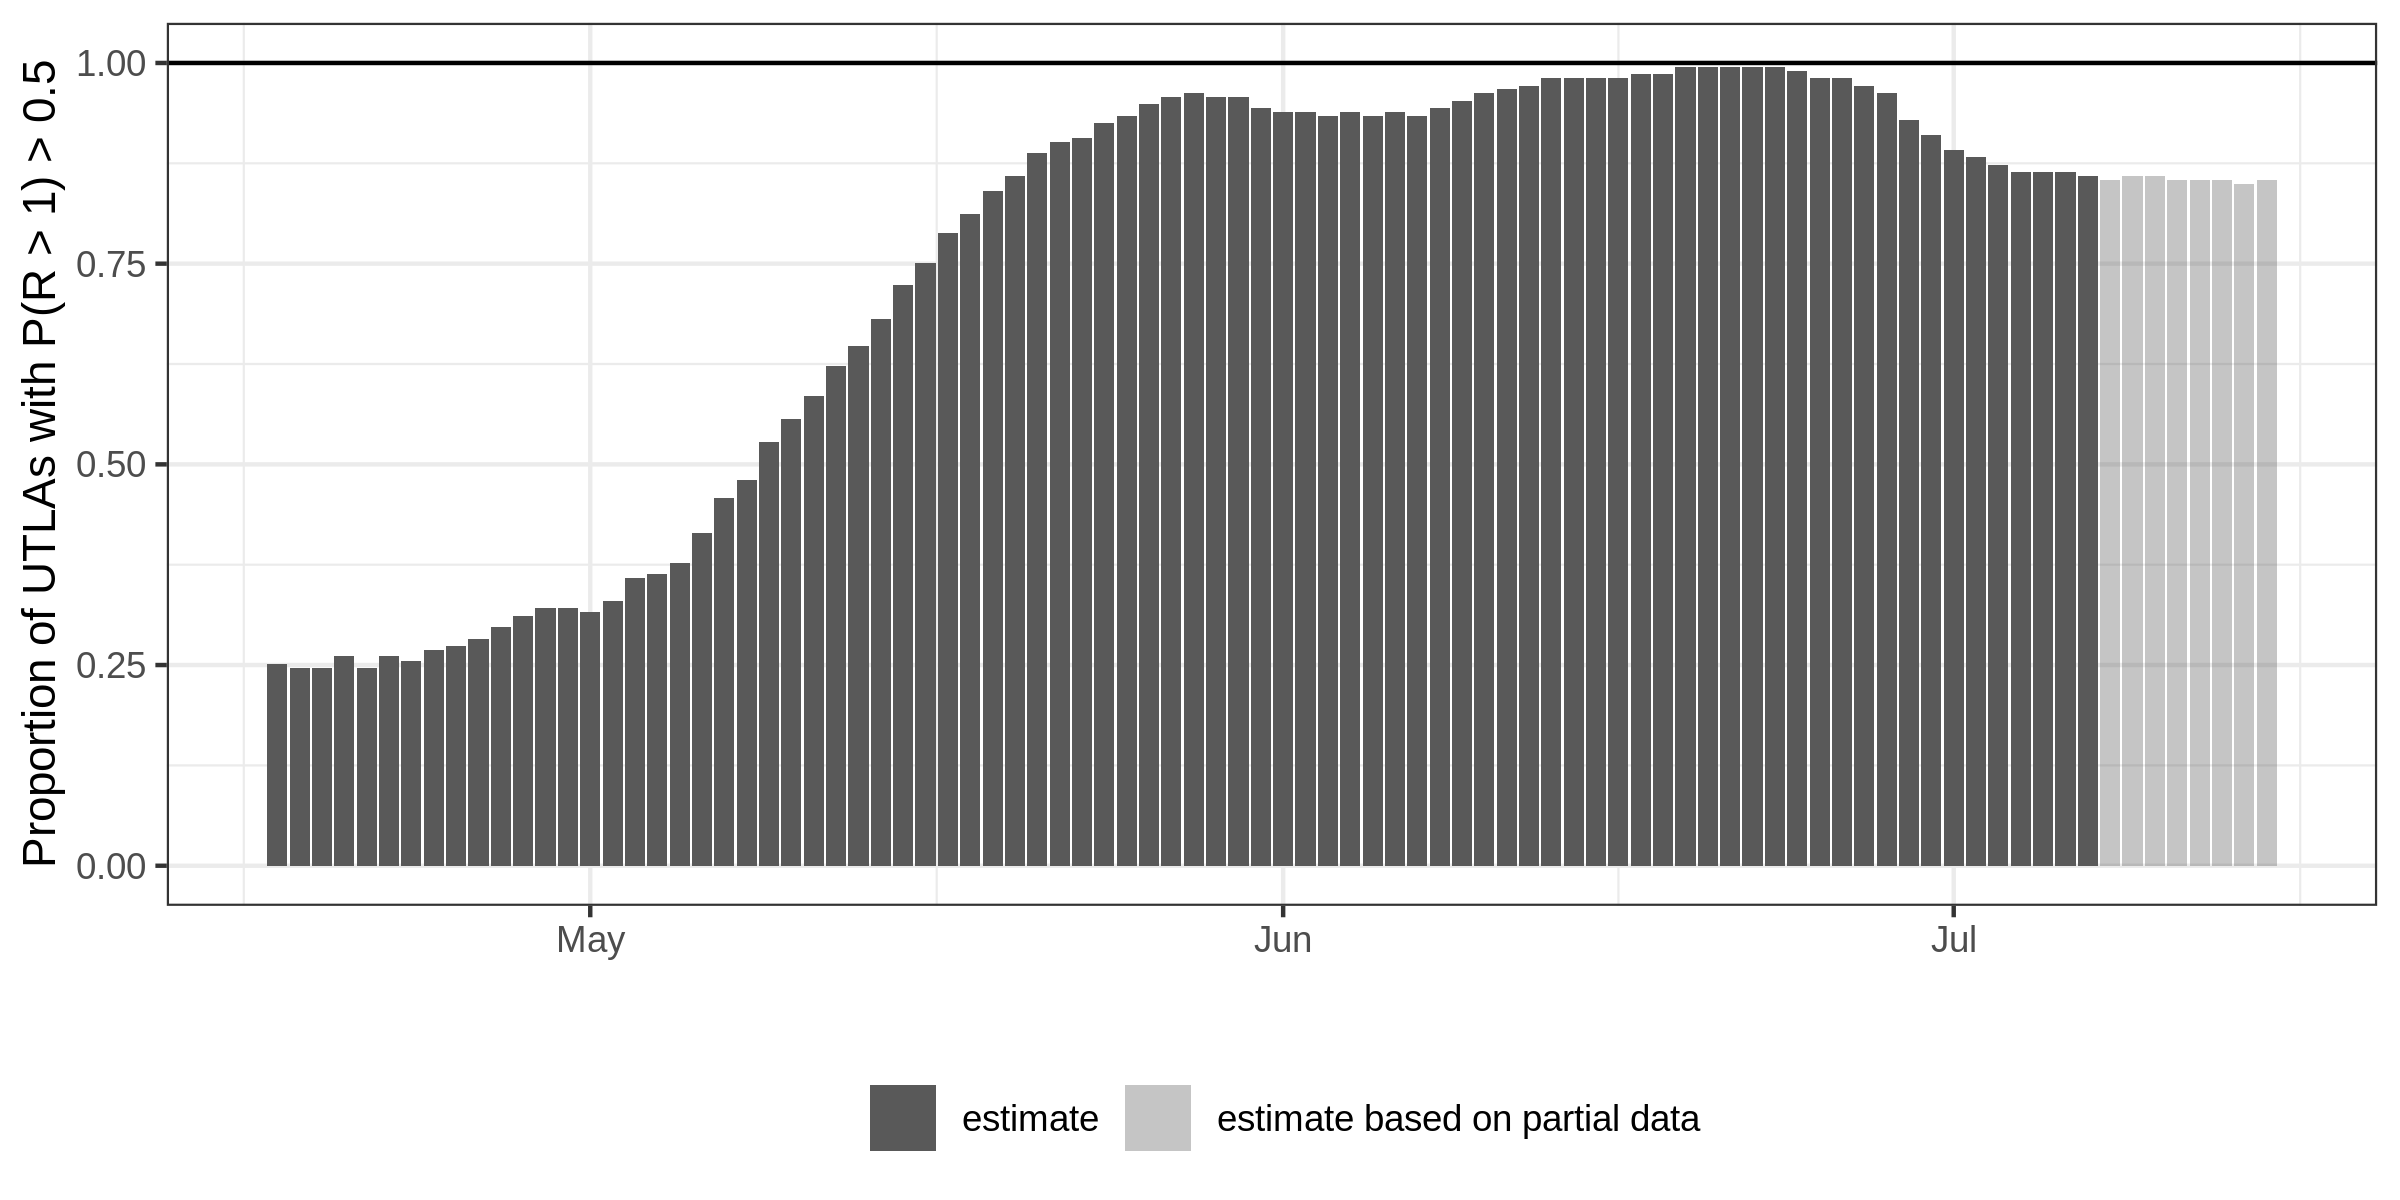 Proportion of UTLAs with P(R > 1) > 0.5
1.00
0.75
0.50
0.25
0.00
May Jun Jul
estimate estimate based on partial data